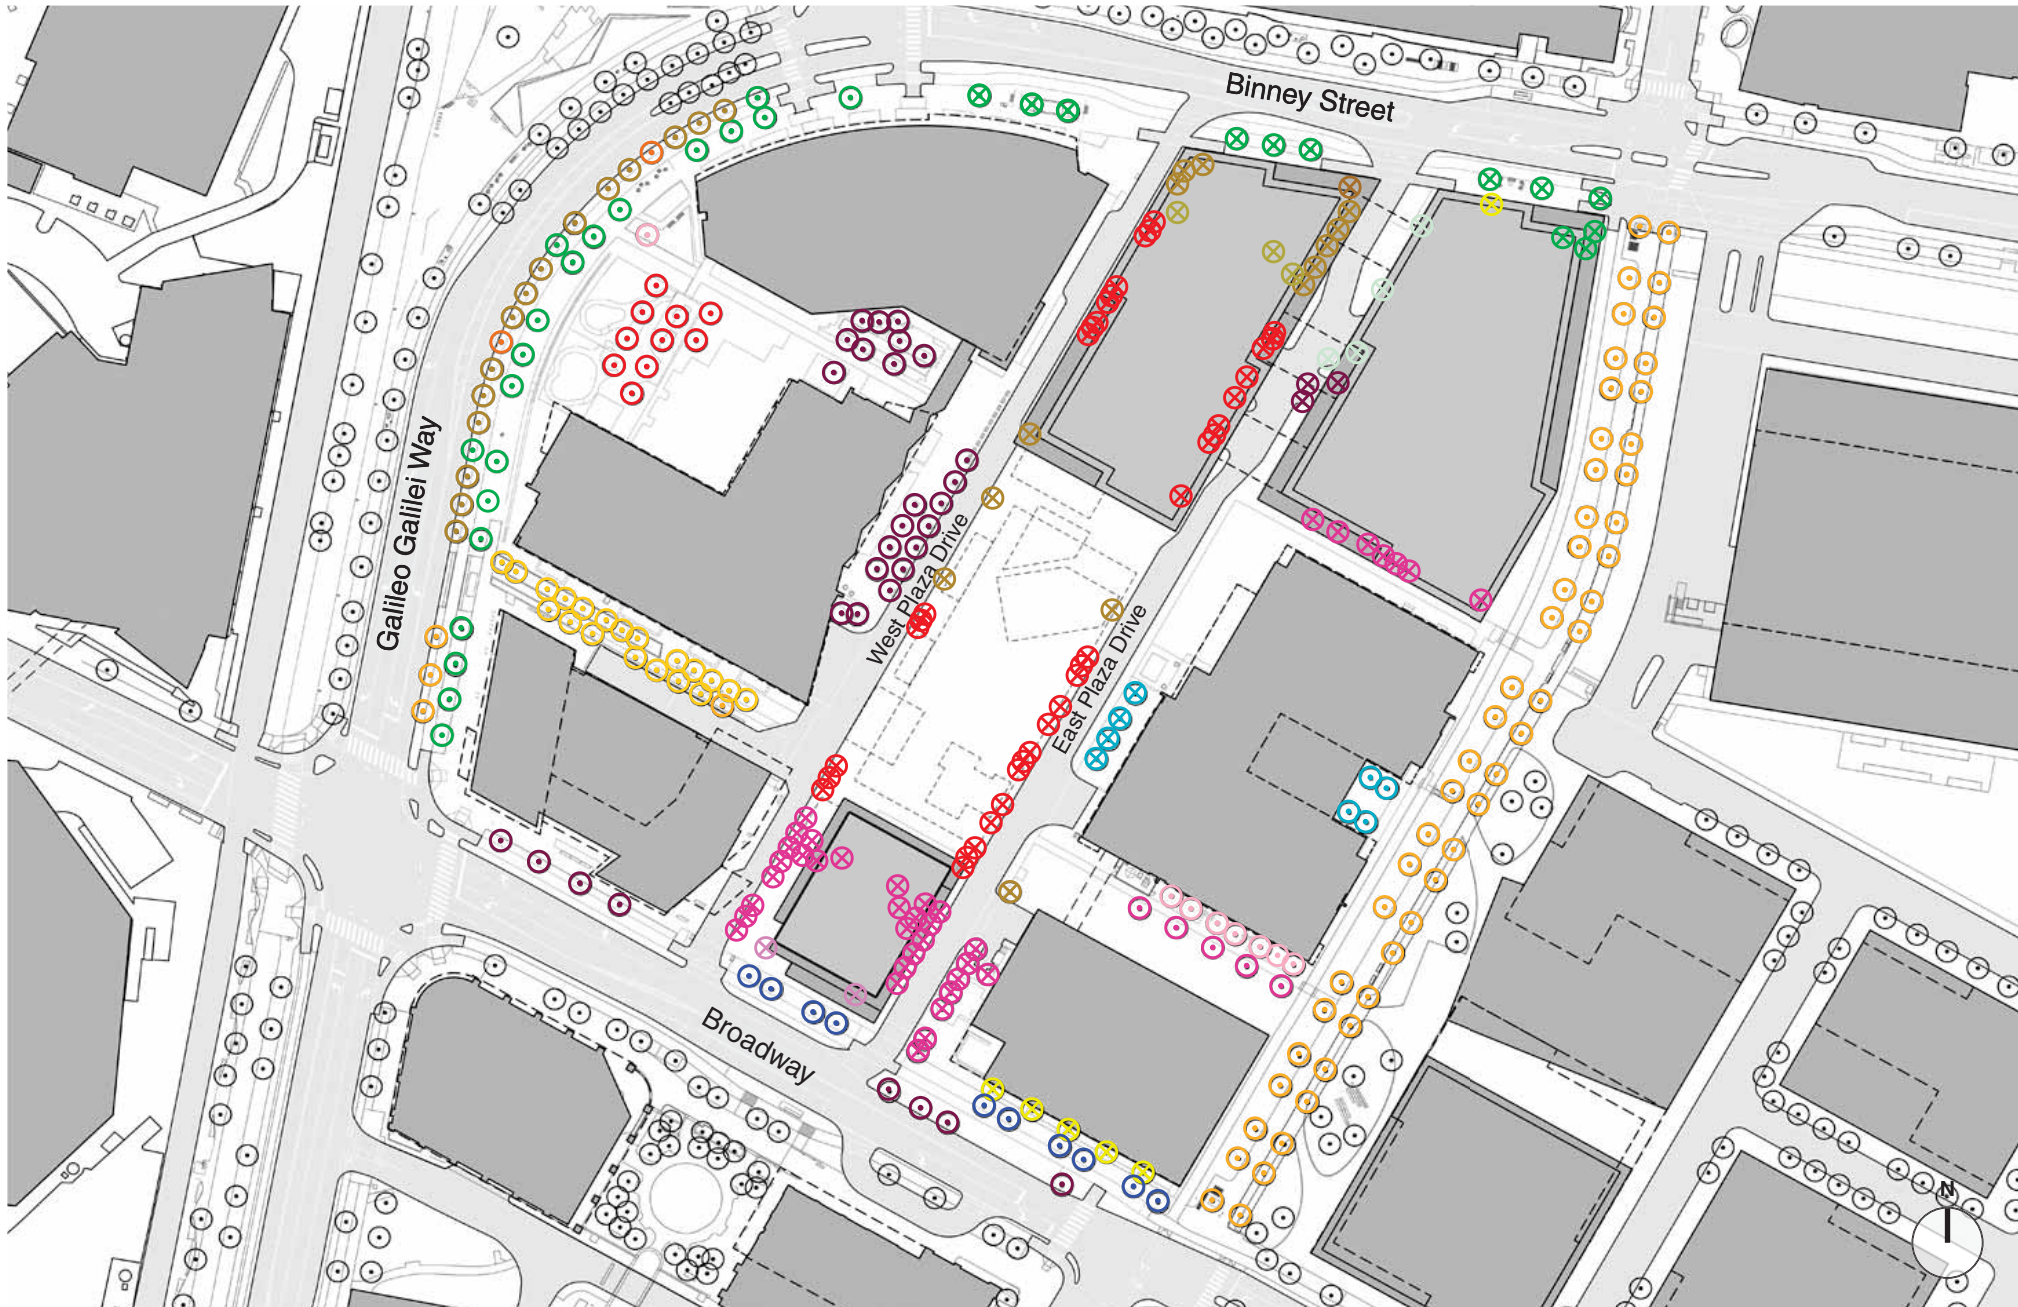 Binney Street
Galileo Galilei Way
West Plaza Drive
East Plaza Drive
Broadway
N